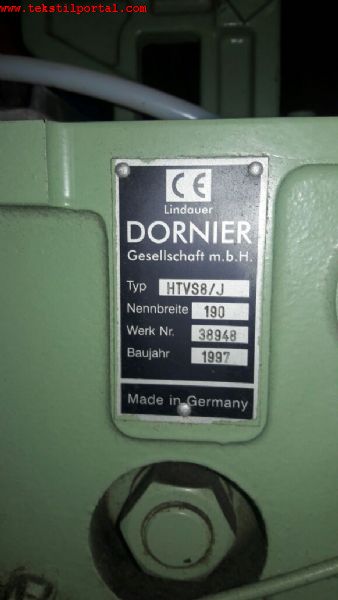 www.tekstilportal.com
CE
Lindauer
DORNIER
Gesellschaft m.b.H.
Typ HTVS8/J
Nennbreite 190
Werk Nr. 38948
Baujahr 1997
Made in Germany